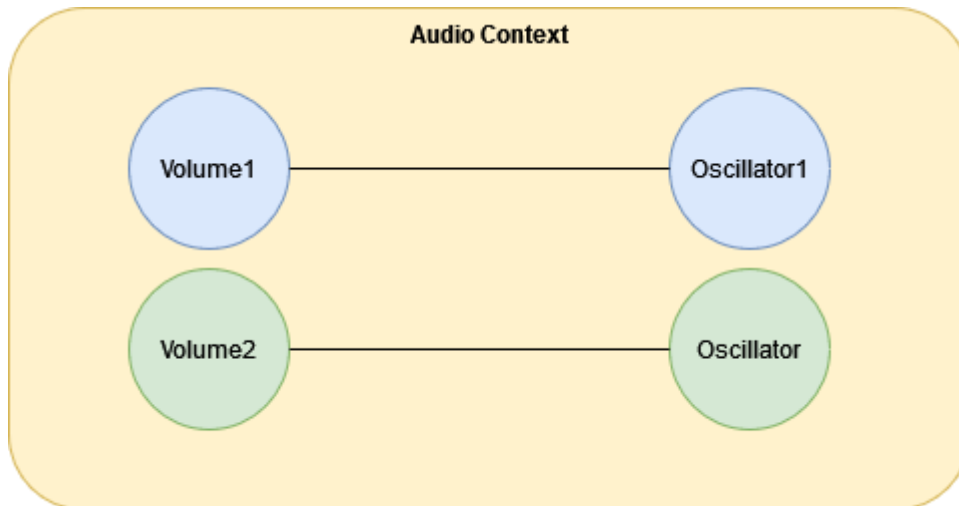 Audio Context
Volume1
Oscillator1
Volume2
Oscillator